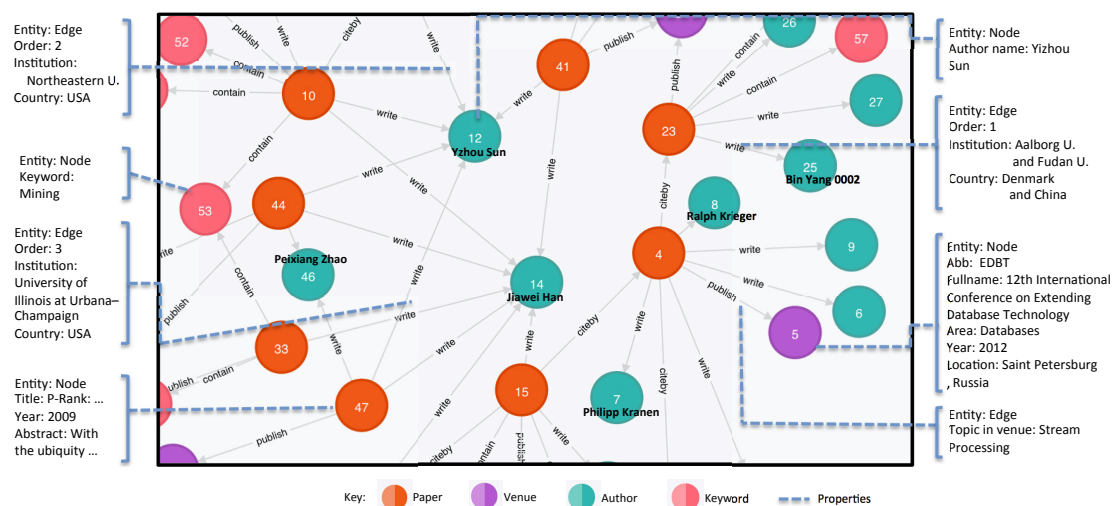 Entity: Edge
Order: 2
Institution:
Northeastern U.
Country: USA
Entity: Node
Keyword:
Mining
Entity: Edge
Order: 3
Institution:
University of
Illinois at Urbana–
Champaign
Country: USA
Entity: Node
Title: P-Rank: ...
Year: 2009
Abstract: With
the ubiquity ...
52
publish
write
citeby
write
contain
contain
10
write
contain
write
12
Yzhou Sun
41
publish
write
write
26
57
write
contain
publish
contain
write
23
write
write
27
25
Bin Yang 0002
citeby
8
Ralph Krieger
53
44
write
write
write
Peixiang Zhao
46
write
14
Jiawei Han
4
write
write
publish
9
6
5
contain
publish
write
33
write
write
citeby
write
citeby
write
publish
contain
47
write
15
7
Philipp Kranen
publish
write
citeby
contain
publish
write
Entity: Node
Author name: Yizhou
Sun
Entity: Edge
Order: 1
Institution: Aalborg U.
and Fudan U.
Country: Denmark
and China
Entity: Node
Abb: EDBT
Fullname: 12th International
Conference on Extending
Database Technology
Area: Databases
Year: 2012
Location: Saint Petersburg
, Russia
Entity: Edge
Topic in venue: Stream
Processing
Key:
Paper
Venue
Author
Keyword
Properties